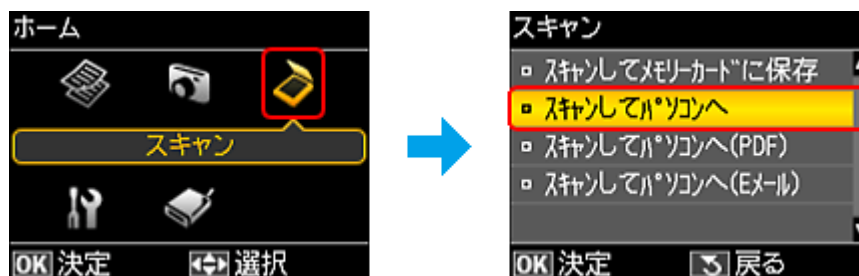 ホーム
スキャン
OK 決定 選択
スキャン
ｽｷｬﾝしてﾒﾓﾘｰｶｰﾄﾞに保存
ｽｷｬﾝしてﾊﾟｿｺﾝへ
ｽｷｬﾝしてﾊﾟｿｺﾝへ(PDF)
ｽｷｬﾝしてﾊﾟｿｺﾝへ(Eﾒｰﾙ)
OK 決定 戻る